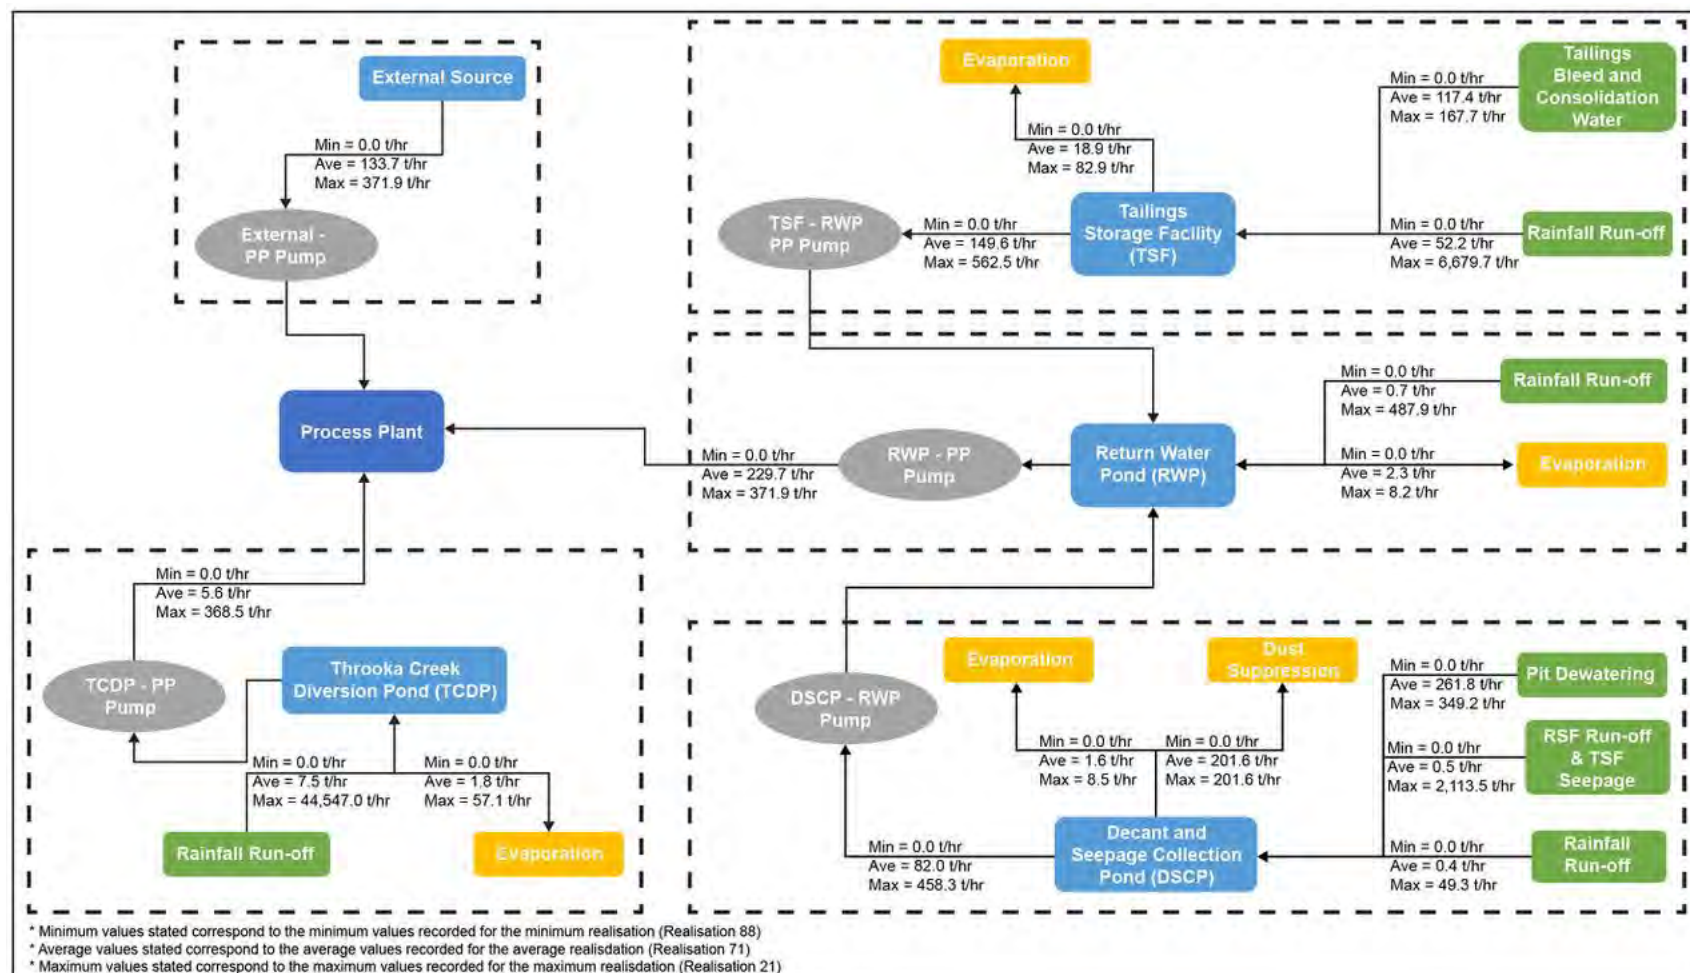 External Source
Min = 0.0 t/hr
Ave = 133.7 t/hr
Max = 371.9 t/hr
External -
PP Pump
Process Plant
Min = 0.0 t/hr
Ave = 5.6 t/hr
Max = 368.5 t/hr
TCDP - PP
Pump
Throoka Creek
Diversion Pond (TCDP)
Min = 0.0 t/hr
Ave = 7.5 t/hr
Max = 44,547.0 t/hr
Min = 0.0 t/hr
Ave = 1.8 t/hr
Max = 57.1 t/hr
Rainfall Run-off
Evaporation
Evaporation
Min = 0.0 t/hr
Ave = 18.9 t/hr
Max = 82.9 t/hr
Min = 0.0 t/hr
Ave = 117.4 t/hr
Max = 167.7 t/hr
Tailings
Bleed and
Consolidation
Water
TSF - RWP
PP Pump
Min = 0.0 t/hr
Ave = 149.6 t/hr
Max = 562.5 t/hr
Tailings
Storage Facility
(TSF)
Min = 0.0 t/hr
Ave = 52.2 t/hr
Max = 6,679.7 t/hr
Rainfall Run-off
Min = 0.0 t/hr
Ave = 0.7 t/hr
Max = 487.9 t/hr
Rainfall Run-off
Min = 0.0 t/hr
Ave = 229.7 t/hr
Max = 371.9 t/hr
RWP - PP
Pump
Return Water
Pond (RWP)
Min = 0.0 t/hr
Ave = 2.3 t/hr
Max = 8.2 t/hr
Evaporation
Evaporation
Dust
Suppression
DSCP - RWP
Pump
Min = 0.0 t/hr
Ave = 1.6 t/hr
Max = 8.5 t/hr
Min = 0.0 t/hr
Ave = 201.6 t/hr
Max = 201.6 t/hr
Min = 0.0 t/hr
Ave = 261.8 t/hr
Max = 349.2 t/hr
Pit Dewatering
Min = 0.0 t/hr
Ave = 0.5 t/hr
Max = 2,113.5 t/hr
RSF Run-off
& TSF
Seepage
Min = 0.0 t/hr
Ave = 82.0 t/hr
Max = 458.3 t/hr
Decant and
Seepage Collection
Pond (DSCP)
Min = 0.0 t/hr
Ave = 0.4 t/hr
Max = 49.3 t/hr
Rainfall
Run-off
* Minimum values stated correspond to the minimum values recorded for the minimum realisation (Realisation 88)
* Average values stated correspond to the average values recorded for the average realisdation (Realisation 71)
* Maximum values stated correspond to the maximum values recorded for the maximum realisdation (Realisation 21)